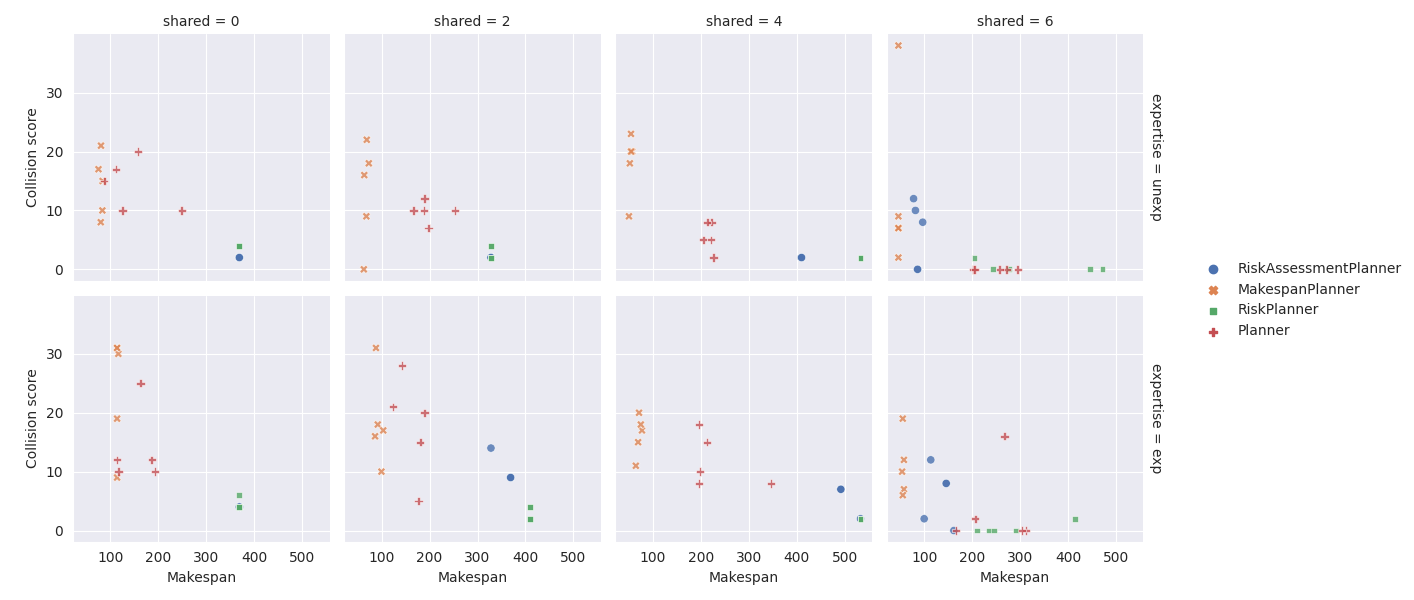 shared = 0
shared = 2
shared = 4
shared = 6
30
20
10
0
Collision score
expertise = unexp
30
20
10
0
Collision score
expertise = exp
100 200 300 400 500
100 200 300 400 500
100 200 300 400 500
100 200 300 400 500
Makespan
Makespan
Makespan
Makespan
RiskAssessmentPlanner
MakespanPlanner
RiskPlanner
Planner